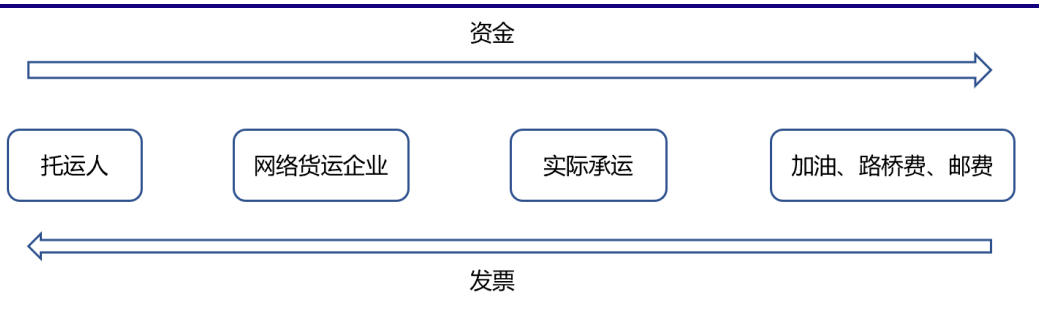 资金
托运人
网络货运企业
实际承运
加油、路桥费、邮费
发票